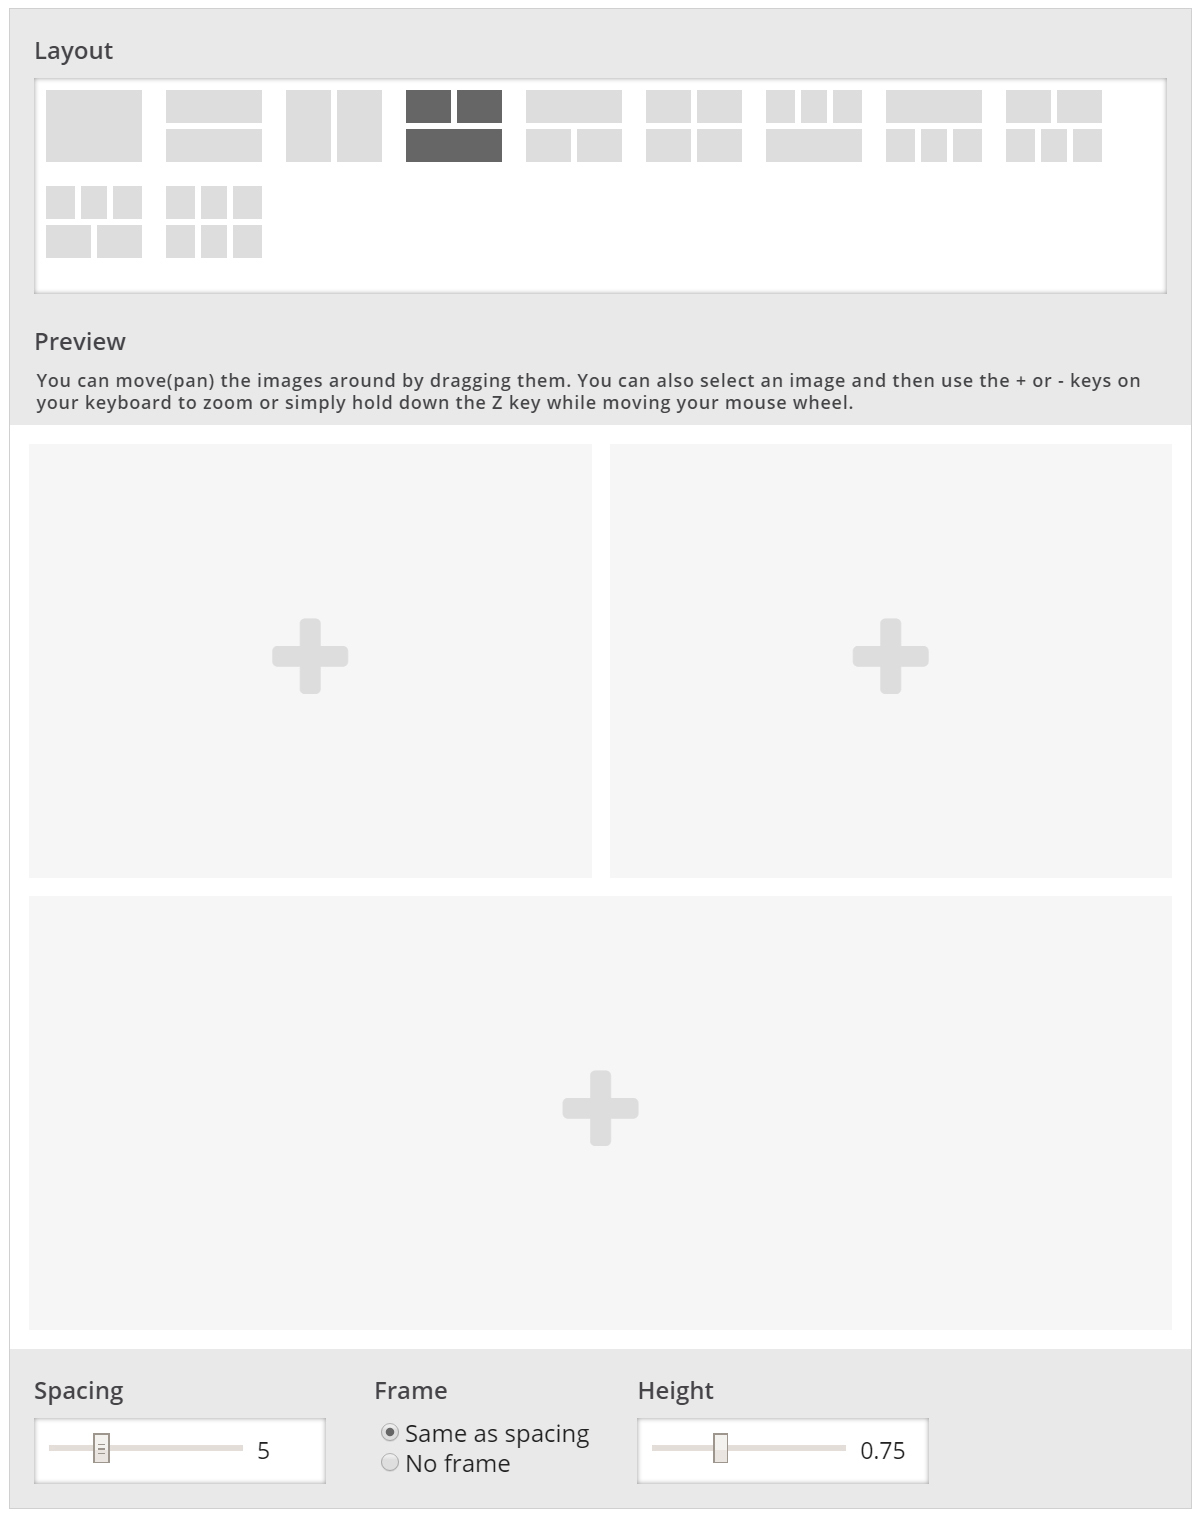 Layout
Preview
You can move(pan) the images around by dragging them. You can also select an image and then use the + or - keys on
your keyboard to zoom or simply hold down the Z key while moving your mouse wheel.
Spacing
Frame
Height
5
Same as spacing
No frame
0.75